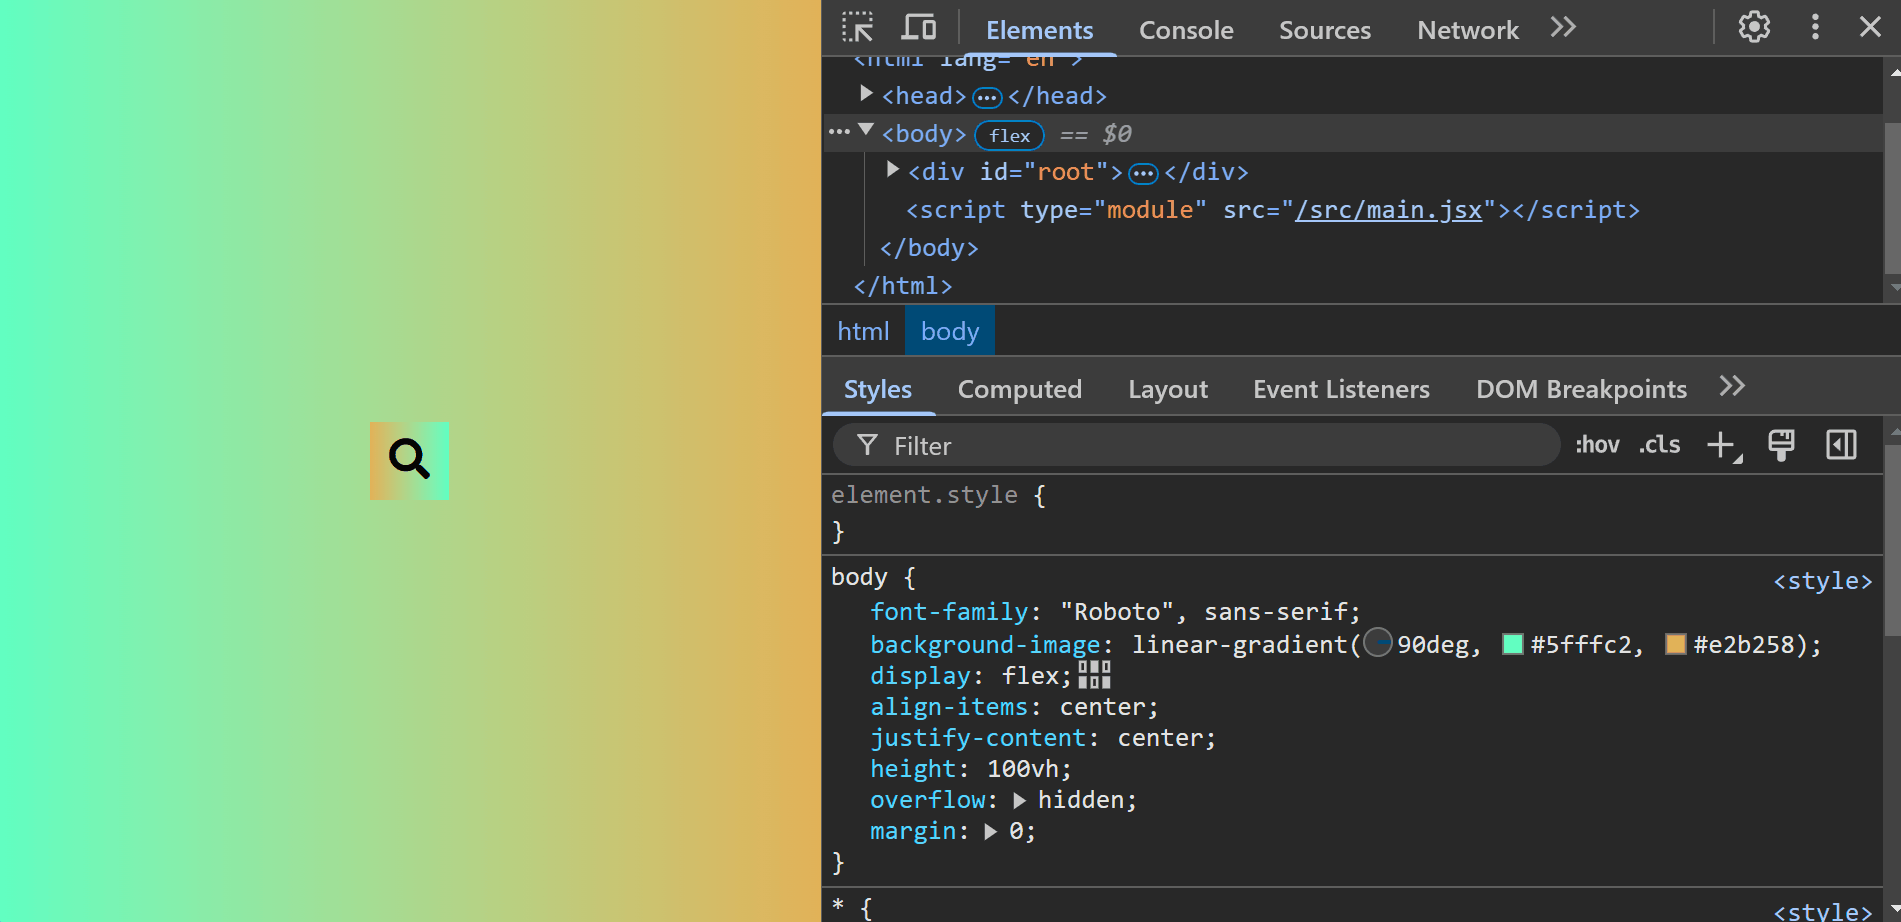 Elements Console Sources Network
<html lang="en">
<head> ... </head>
... <body> flex == $0
<div id="root"> ... </div>
<script type="module" src="/src/main.jsx"></script>
</body>
</html>
html body
Styles Computed Layout Event Listeners DOM Breakpoints
Filter :hov .cls
element.style {
}
body { <style>
font-family: "Roboto", sans-serif;
background-image: linear-gradient(90deg, #5fffc2, #e2b258);
display: flex;
align-items: center;
justify-content: center;
height: 100vh;
overflow: hidden;
margin: 0;
}
* { <style>